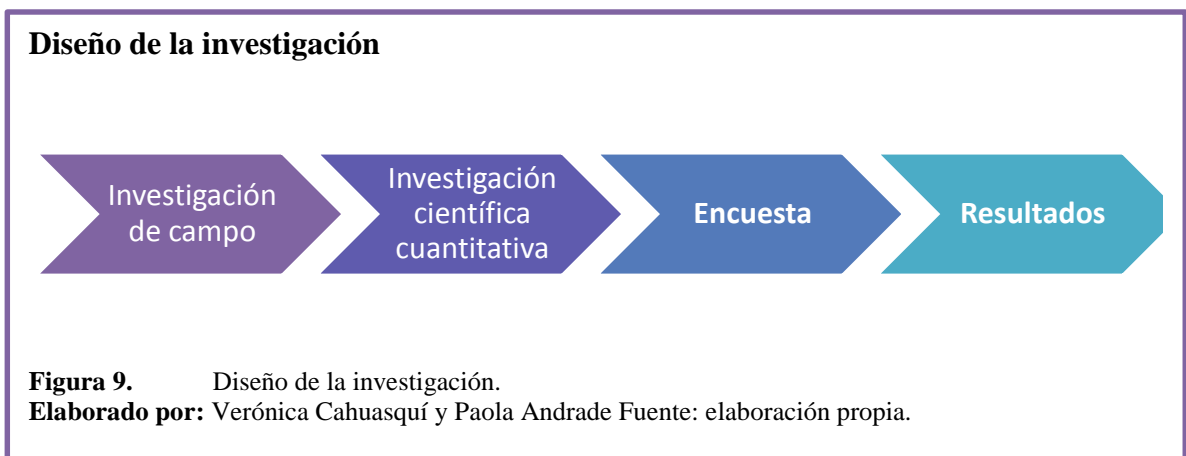 Diseño de la investigación
Investigación
de campo
Investigación
científica
cuantitativa
Encuesta
Resultados
Figura 9. Diseño de la investigación.
Elaborado por: Verónica Cahuasquí y Paola Andrade Fuente: elaboración propia.